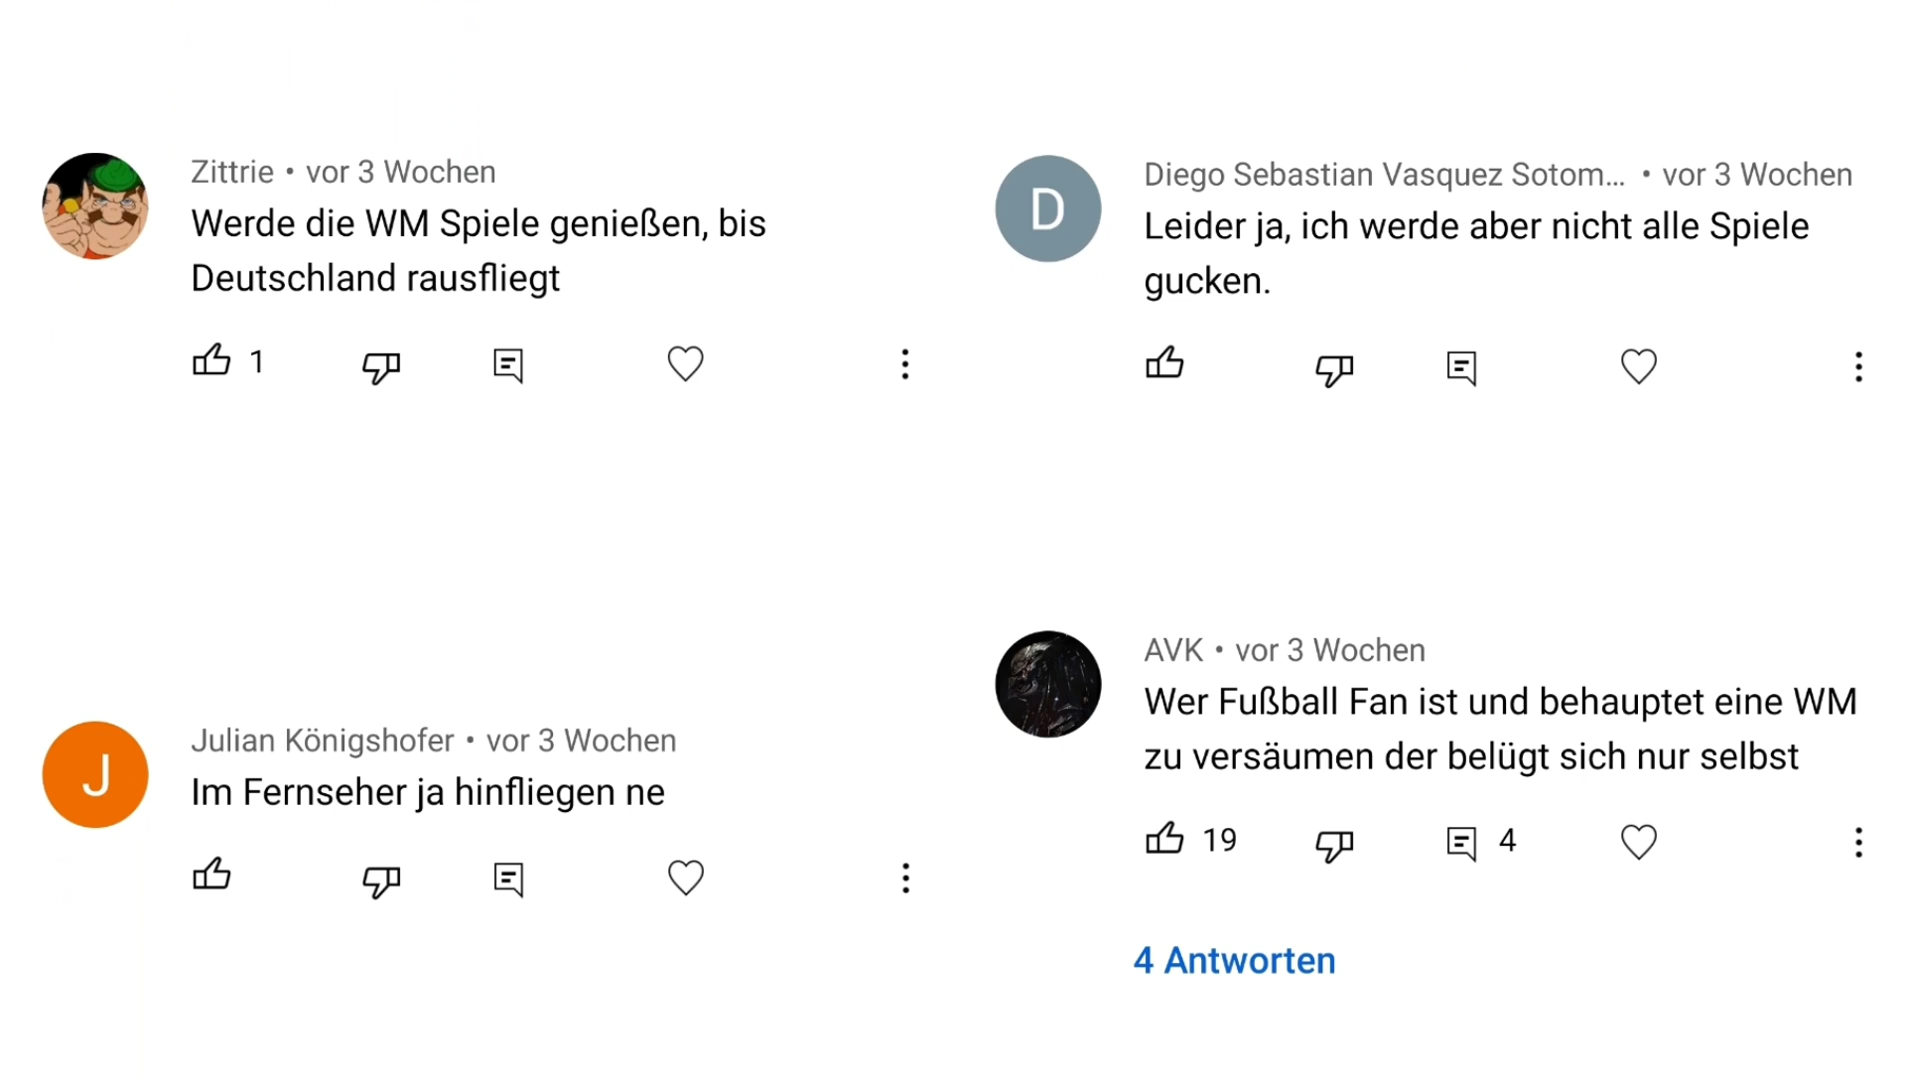 Zittrie • vor 3 Wochen
Werde die WM Spiele genießen, bis
Deutschland rausfliegt
1
Diego Sebastian Vasquez Sotom... • vor 3 Wochen
Leider ja, ich werde aber nicht alle Spiele
gucken.
J
Julian Königshofer • vor 3 Wochen
Im Fernseher ja hinfliegen ne
D
AVK • vor 3 Wochen
Wer Fußball Fan ist und behauptet eine WM
zu versäumen der belügt sich nur selbst
19 4
4 Antworten